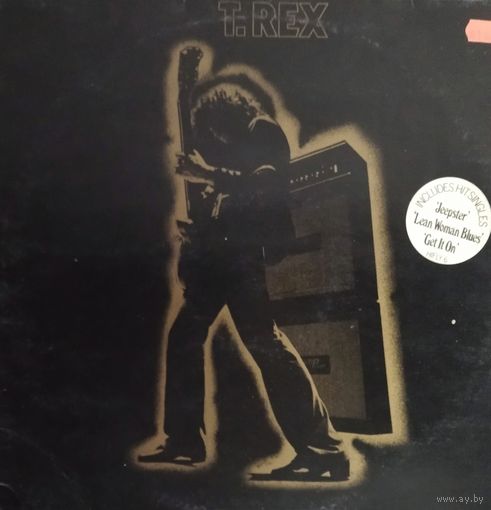 T. REX
INCLUDES HIT SINGLES
'Jeepster'
'Lean Woman Blues'
'Get It On'
www.ay.by